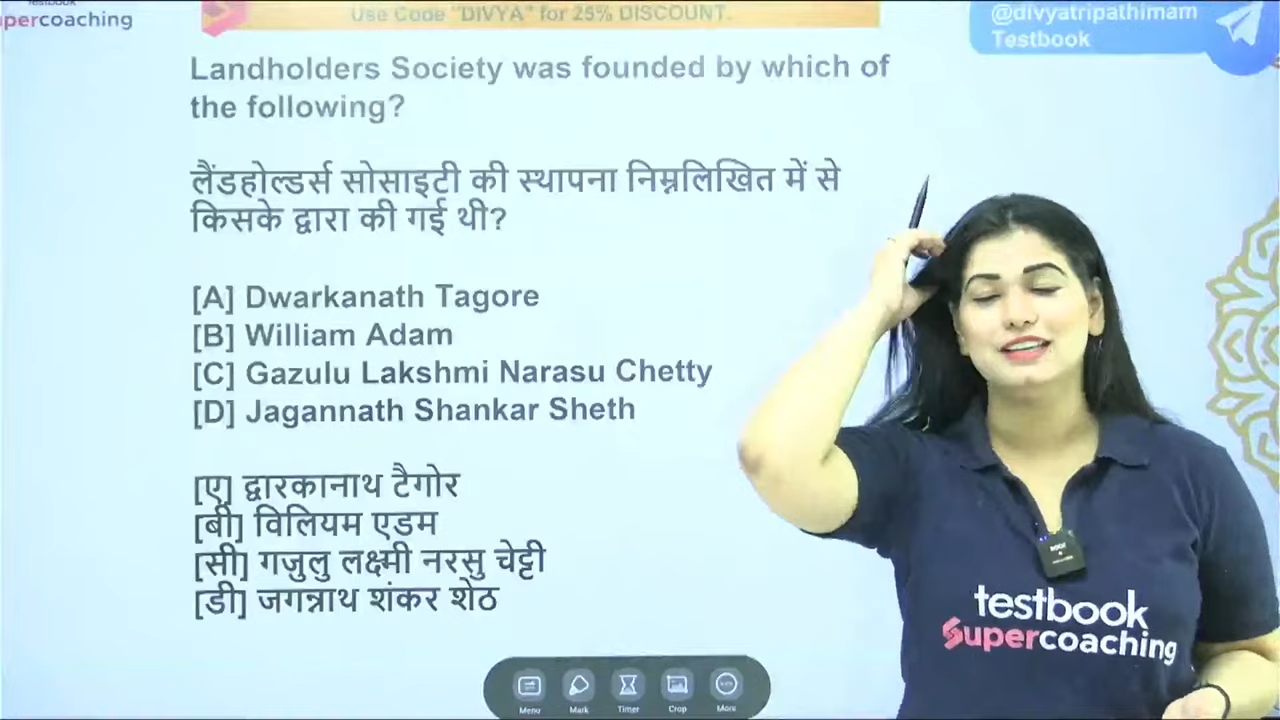 testbook
Supercoaching
Use Code "DIVYA" for 25% DISCOUNT.
@divyatripathimam
Testbook
Landholders Society was founded by which of
the following?
लैंडहोल्डर्स सोसाइटी की स्थापना निम्नलिखित में से
किसके द्वारा की गई थी?
[A] Dwarkanath Tagore
[B] William Adam
[C] Gazulu Lakshmi Narasu Chetty
[D] Jagannath Shankar Sheth
[ए] द्वारकानाथ टैगोर
[बी] विलियम एडम
[सी] गजुलु लक्ष्मी नरसु चेट्टी
[डी] जगन्नाथ शंकर शेठ
testbook
Supercoaching
Menu
Mark
Timer
Crop
More